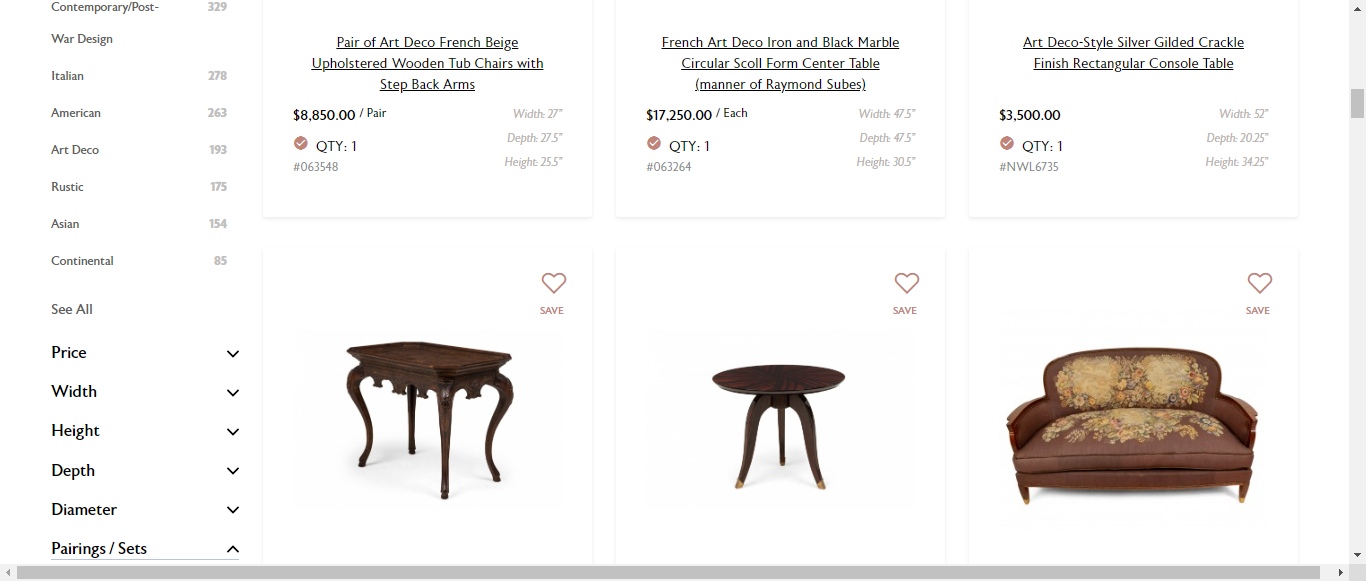 Contemporary/Post-
War Design
329
Italian 278
American 263
Art Deco 193
Rustic 175
Asian 154
Continental 85
See All
Price
Width
Height
Depth
Diameter
Pairings / Sets
Pair of Art Deco French Beige
Upholstered Wooden Tub Chairs with
Step Back Arms
$8,850.00 / Pair
QTY: 1
#063548
Width: 27"
Depth: 27.5"
Height: 25.5"
French Art Deco Iron and Black Marble
Circular Scoll Form Center Table
(manner of Raymond Subes)
$17,250.00 / Each
QTY: 1
#063264
Width: 47.5"
Depth: 47.5"
Height: 30.5"
Art Deco-Style Silver Gilded Crackle
Finish Rectangular Console Table
$3,500.00
QTY: 1
#NWL6735
Width: 52"
Depth: 20.25"
Height: 34.25"
SAVE
SAVE
SAVE